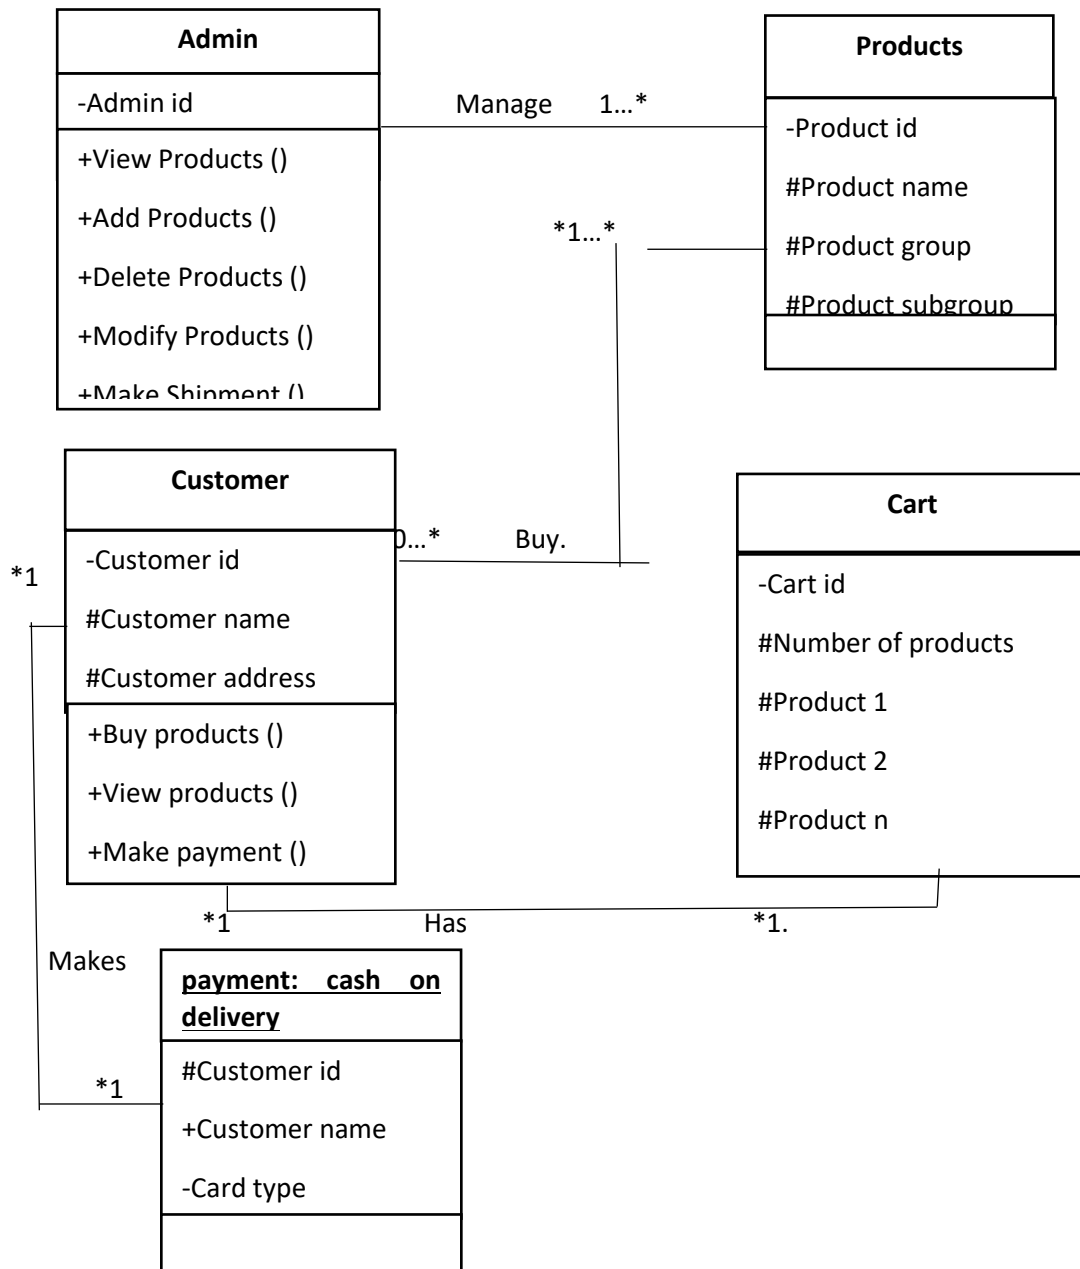 Admin
-Admin id
+View Products ()
+Add Products ()
+Delete Products ()
+Modify Products ()
+Make Shipment ()
Manage 1...*
Products
-Product id
#Product name
#Product group
#Product subgroup
*1...*
Customer
-Customer id
#Customer name
#Customer address
+Buy products ()
+View products ()
+Make payment ()
0...* Buy.
Cart
-Cart id
#Number of products
#Product 1
#Product 2
#Product n
*1
*1 Has *1.
Makes
*1
payment: cash on
delivery
#Customer id
+Customer name
-Card type